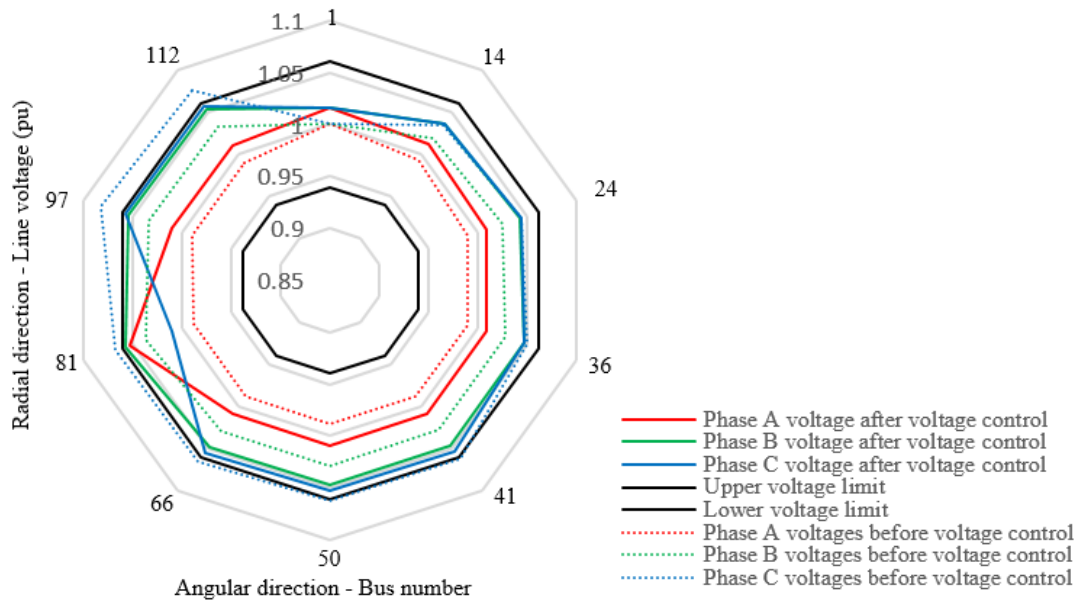 1.1
1
112
14
1.05
1
0.95
97
24
0.9
0.85
Radial direction - Line voltage (pu)
81
36
66
41
50
Angular direction - Bus number
Phase A voltage after voltage control
Phase B voltage after voltage control
Phase C voltage after voltage control
Upper voltage limit
Lower voltage limit
Phase A voltages before voltage control
Phase B voltages before voltage control
Phase C voltages before voltage control